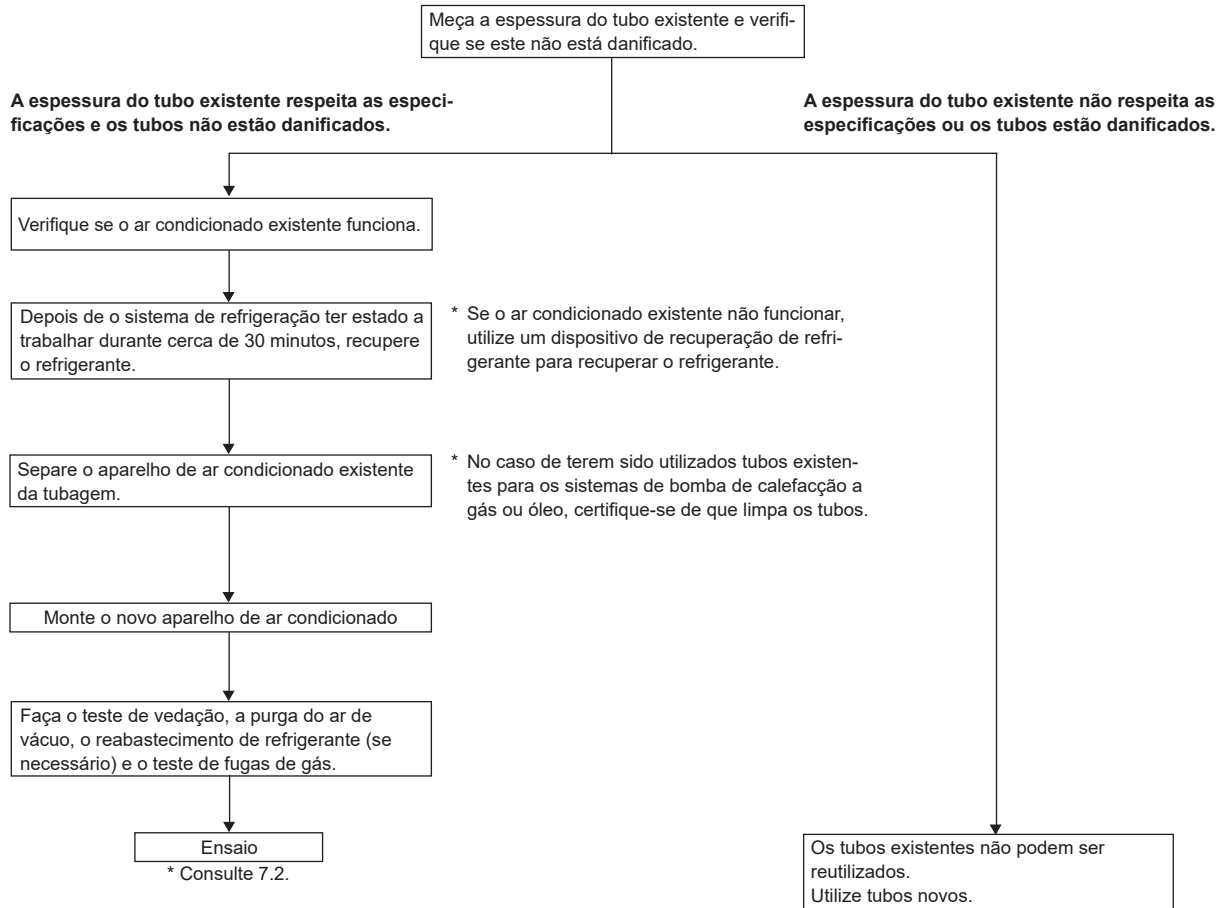 Meça a espessura do tubo existente e verifi-
que se este não está danificado.
A espessura do tubo existente respeita as especi-
ficações e os tubos não estão danificados.
A espessura do tubo existente não respeita as
especificações ou os tubos estão danificados.
Verifique se o ar condicionado existente funciona.
Depois de o sistema de refrigeração ter estado a
trabalhar durante cerca de 30 minutos, recupere
o refrigerante.
* Se o ar condicionado existente não funcionar,
utilize um dispositivo de recuperação de refri-
gerante para recuperar o refrigerante.
Separe o aparelho de ar condicionado existente
da tubagem.
* No caso de terem sido utilizados tubos existen-
tes para os sistemas de bomba de calefacção a
gás ou óleo, certifique-se de que limpa os tubos.
Monte o novo aparelho de ar condicionado
Faça o teste de vedação, a purga do ar de
vácuo, o reabastecimento de refrigerante (se
necessário) e o teste de fugas de gás.
Ensaio
* Consulte 7.2.
Os tubos existentes não podem ser
reutilizados.
Utilize tubos novos.